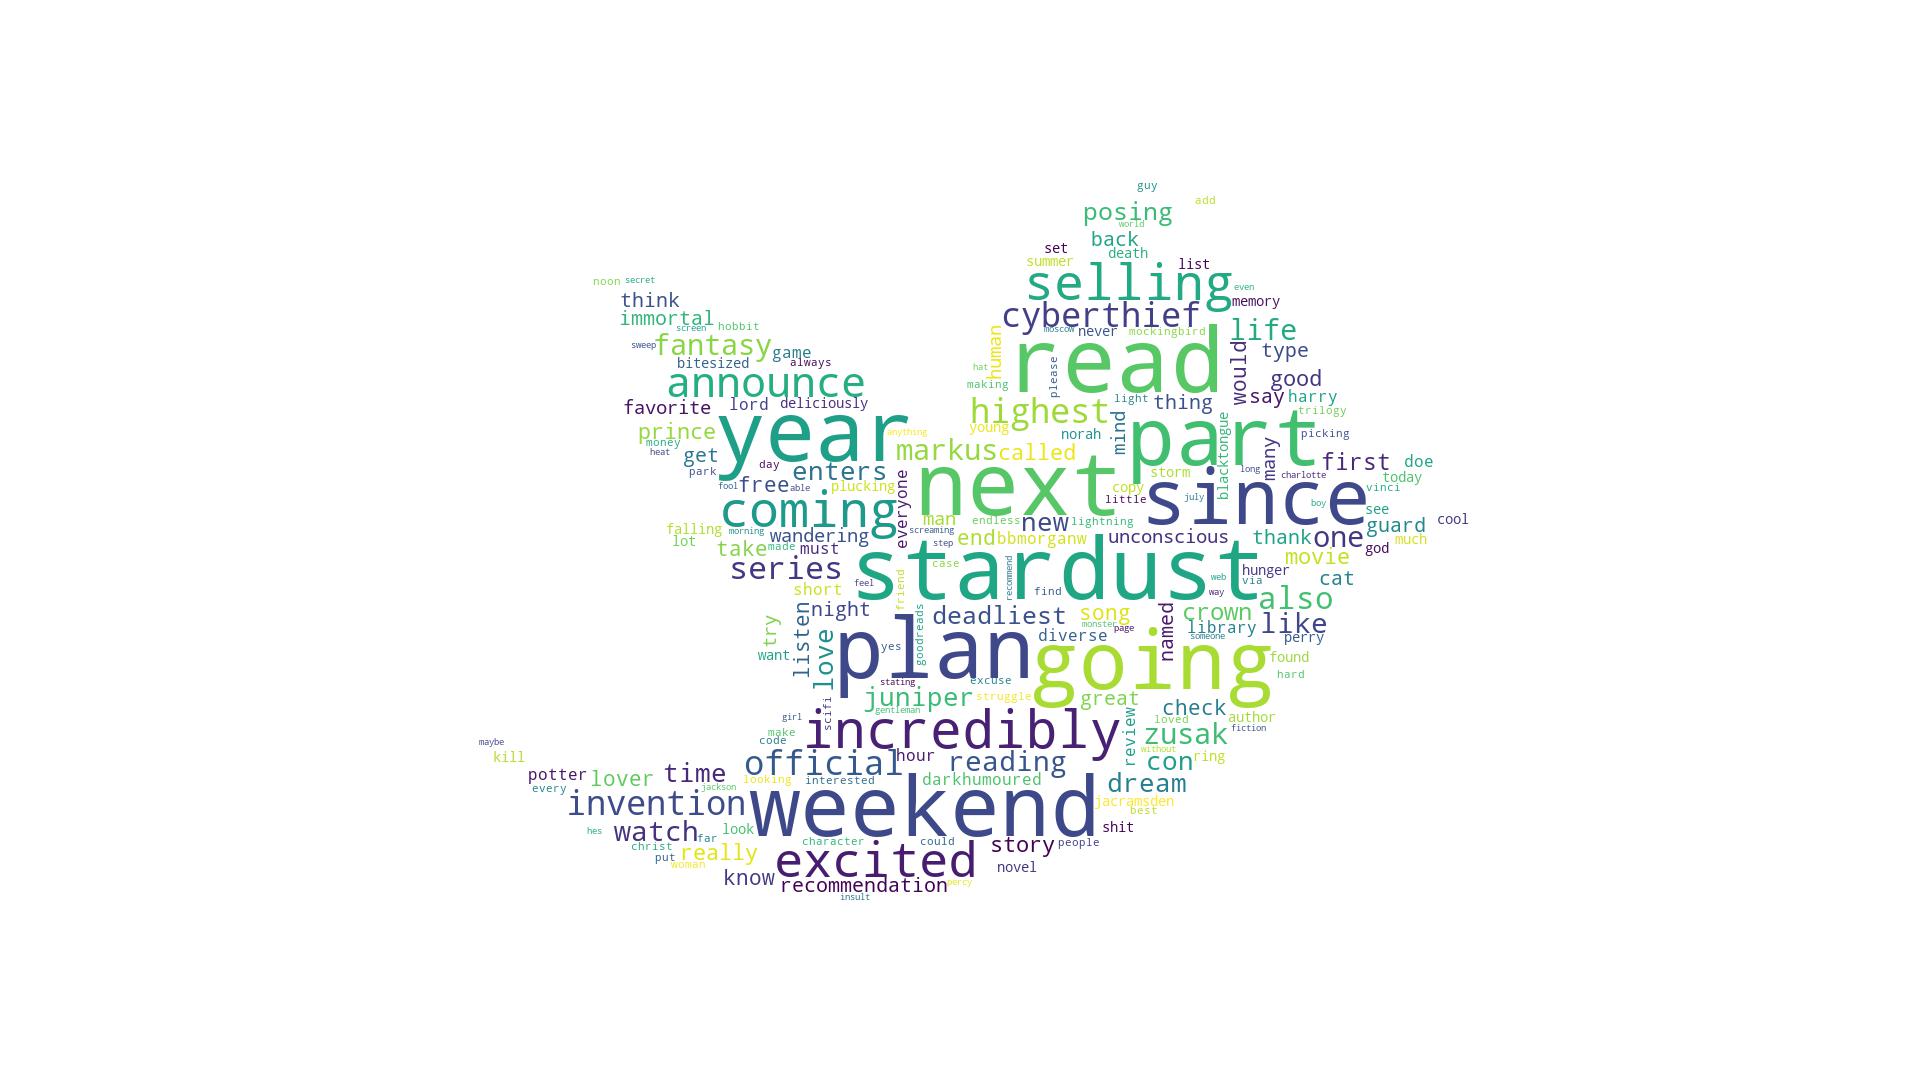 guy
add
posing
world
back
set
death
summer
list
selling
noon
secret
even
think
memory
immortal
cyberthief
screen
hobbit
moscow
never
mockingbird
life
sweep
fantasy
game
human
read
would
type
bitesized
always
hat
please
announce
making
good
favorite
lord
deliciously
light
thing
say
harry
highest
trilogy
prince
year
anything
young
norah
mind
part
picking
money
heat
get
markus
called
blacktongue
many
first
doe
park
day
enters
storm
long
charlotte
today
fool
free
able
plucking
everyone
next
copy
little
july
since
boy
vinci
coming
man
endless
new
lightning
see
guard
cool
falling
morning
wandering
screaming
end
bbmorganw
unconscious
thank
one
much
lot
take
made
must
step
god
series
stardust
case
movie
feel
friend
recommend
find
web
via
hunger
cat
short
way
also
night
deadliest
song
crown
try
listen
love
goodreads
monster
page
named
library
like
yes
diverse
someone
perry
want
plan
going
found
stating
excuse
hard
juniper
struggle
great
gentleman
check
girl
scifi
incredibly
review
loved
author
maybe
make
code
zusak
fiction
kill
official
hour
reading
without
con
ring
potter
lover
time
looking
interested
darkhumoured
dream
every
jackson
invention
weekend
jacramsden
best
hes
watch
far
look
shit
christ
put
really
character
could
story
people
woman
excited
know
recommendation
percy
novel
insult